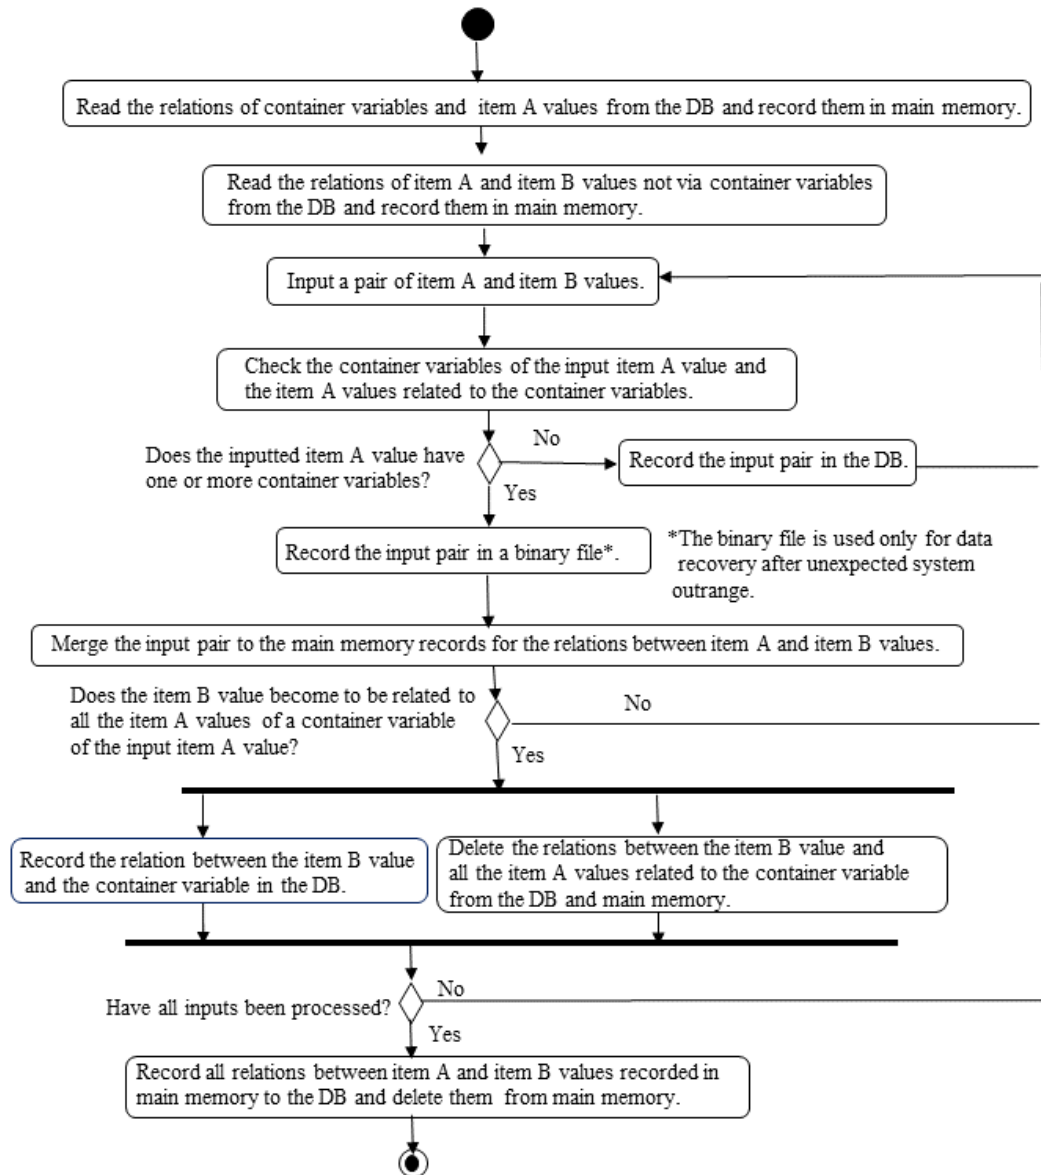 Read the relations of container variables and item A values from the DB and record them in main memory.
Read the relations of item A and item B values not via container variables
from the DB and record them in main memory.
Input a pair of item A and item B values.
Check the container variables of the input item A value and
the item A values related to the container variables.
Does the inputted item A value have
one or more container variables?
No
Record the input pair in the DB.
Yes
Record the input pair in a binary file*.
*The binary file is used only for data
recovery after unexpected system
outrange.
Merge the input pair to the main memory records for the relations between item A and item B values.
Does the item B value become to be related to
all the item A values of a container variable
of the input item A value?
No
Yes
Record the relation between the item B value
and the container variable in the DB.
Delete the relations between the item B value and
all the item A values related to the container variable
from the DB and main memory.
Have all inputs been processed?
No
Yes
Record all relations between item A and item B values recorded in
main memory to the DB and delete them from main memory.